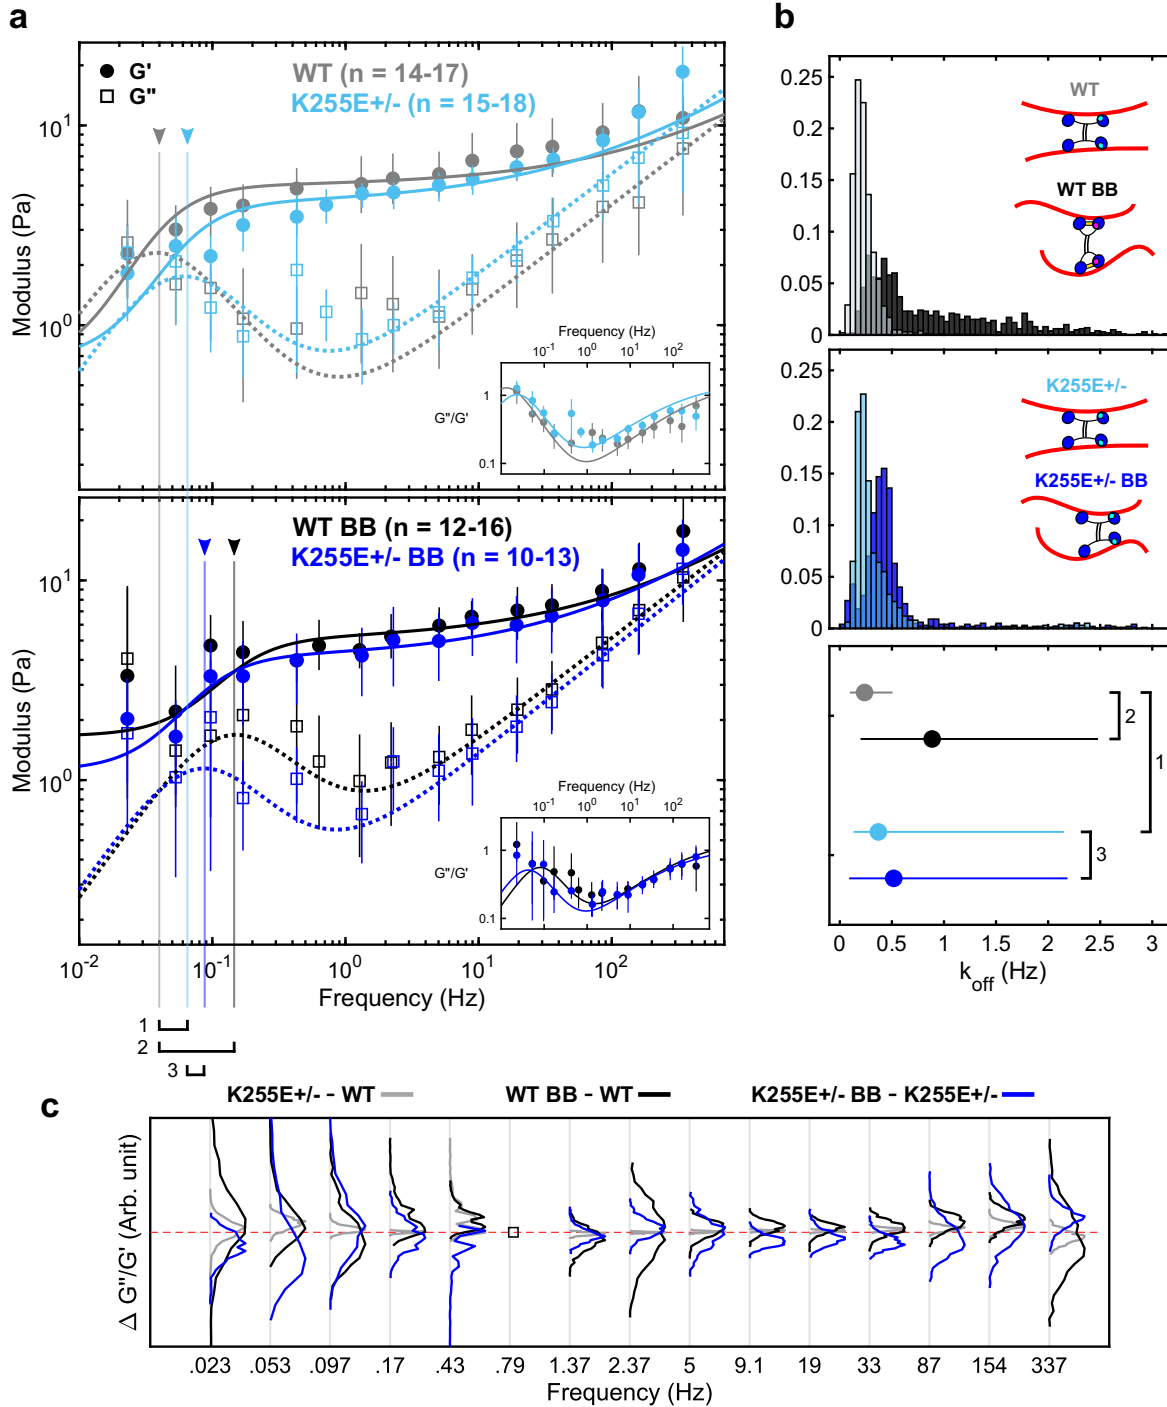 a
G'
G''
WT (n = 14-17)
K255E+/- (n = 15-18)
10^1
10^0
Modulus (Pa)
Frequency (Hz)
10^-1 10^0 10^1 10^2
1
G''/G'
0.1
WT BB (n = 12-16)
K255E+/- BB (n = 10-13)
10^1
10^0
Modulus (Pa)
Frequency (Hz)
10^-1 10^0 10^1 10^2
1
G''/G'
0.1
10^-2 10^-1 10^0 10^1 10^2
Frequency (Hz)
1
2
3
b
0.25
0.2
0.15
0.1
0.05
0
WT
WT BB
0.25
0.2
0.15
0.1
0.05
0
K255E+/-
K255E+/- BB
2
1
3
0 0.5 1 1.5 2 2.5 3
k_off (Hz)
c
K255E+/- - WT
WT BB - WT
K255E+/- BB - K255E+/-
Δ G''/G' (Arb. unit)
.023 .053 .097 .17 .43 .79 1.37 2.37 5 9.1 19 33 87 154 337
Frequency (Hz)